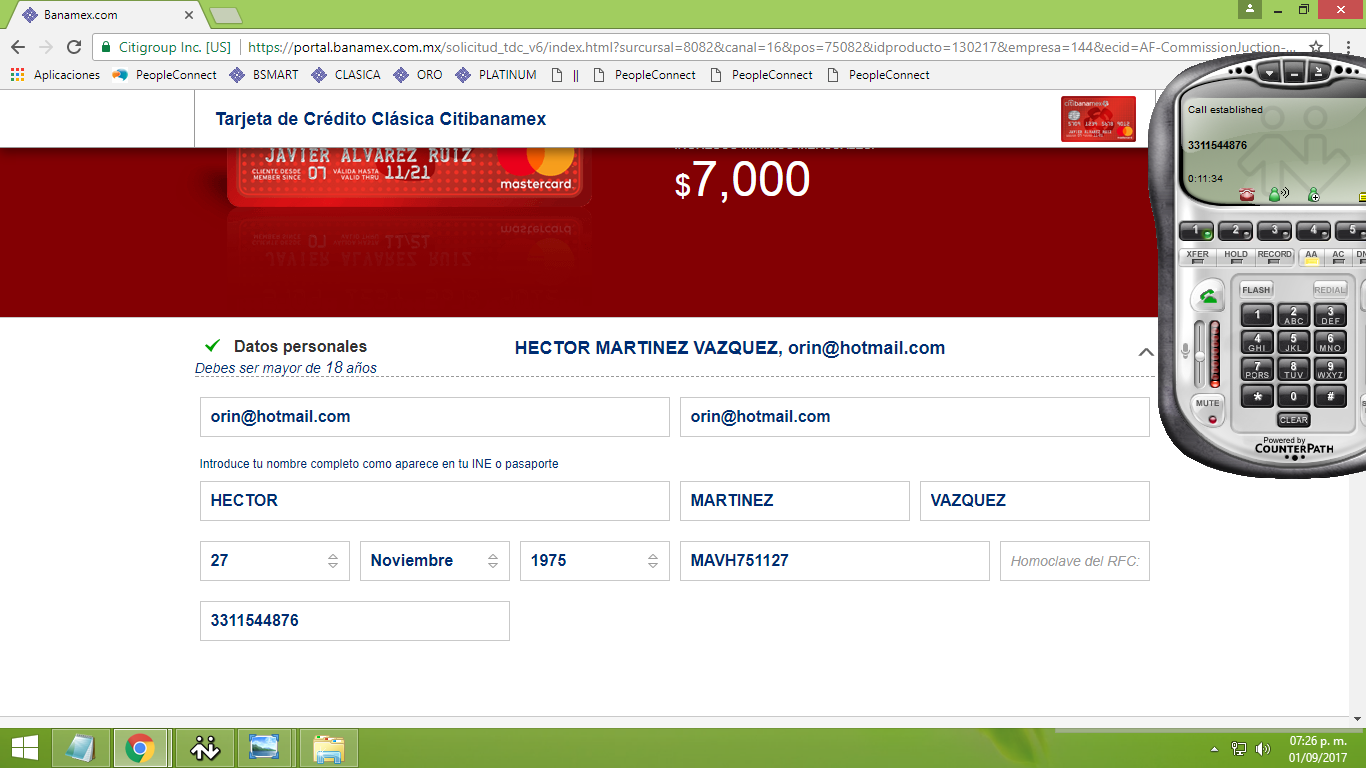 Banamex.com
Citigroup Inc. [US] https://portal.banamex.com.mx/solicitud_tdc_v6/index.html?surcursal=8082&canal=16&pos=75082&idproducto=130217&empresa=144&ecid=AF-CommissionJuction-...
Aplicaciones PeopleConnect BSMART CLASICA ORO PLATINUM || PeopleConnect PeopleConnect PeopleConnect
Tarjeta de Crédito Clásica Citibanamex
citibanamex
JAVIER ALVAREZ RUIZ
CLIENTE DESDE MEMBER SINCE 07 VÁLIDA HASTA VALID THRU 11/21
mastercard
$7,000
Datos personales HECTOR MARTINEZ VAZQUEZ, orin@hotmail.com
Debes ser mayor de 18 años
orin@hotmail.com orin@hotmail.com
Introduce tu nombre completo como aparece en tu INE o pasaporte
HECTOR MARTINEZ VAZQUEZ
27 Noviembre 1975 MAVH751127 Homoclave del RFC:
3311544876
Call established
3311544876
0:11:34
1 2 3 4 5
XFER HOLD RECORD AA AC
FLASH REDIAL
1 2 ABC 3 DEF
4 GHI 5 JKL 6 MNO
7 PQRS 8 TUV 9 WXYZ
* 0 #
MUTE CLEAR
Powered by
COUNTERPATH
07:26 p. m.
01/09/2017